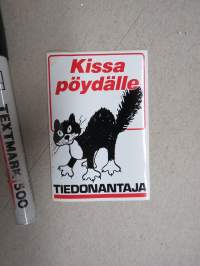 Kissa
pöydälle
TIEDONANTAJA
TEXTMARK 500